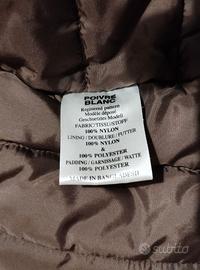 POIVRE
BLANC
Registered pattern
Modèle déposé
Geschuetztes Modell
FABRIC/TISSU/STOFF
100% NYLON
LINING / DOUBLURE / FUTTER
100% NYLON
&
100% POLYESTER
PADDING / GARNISSAGE / WATTE
100% POLYESTER
MADE IN BANGLADESH
subito